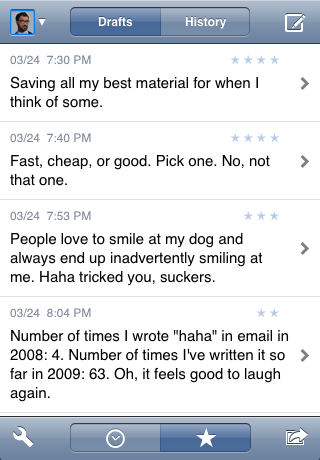 Drafts
History
03/24 7:30 PM
Saving all my best material for when I
think of some.
03/24 7:40 PM
Fast, cheap, or good. Pick one. No, not
that one.
03/24 7:53 PM
People love to smile at my dog and
always end up inadvertently smiling at
me. Haha tricked you, suckers.
03/24 8:04 PM
Number of times I wrote "haha" in email in
2008: 4. Number of times I've written it so
far in 2009: 63. Oh, it feels good to laugh
again.